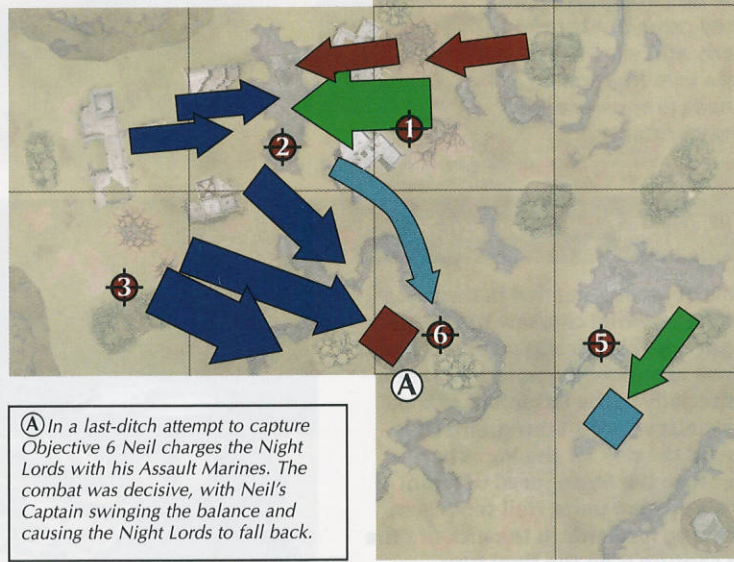 1
2
3
6
5
A
Ⓐ In a last-ditch attempt to capture
Objective 6 Neil charges the Night
Lords with his Assault Marines. The
combat was decisive, with Neil's
Captain swinging the balance and
causing the Night Lords to fall back.